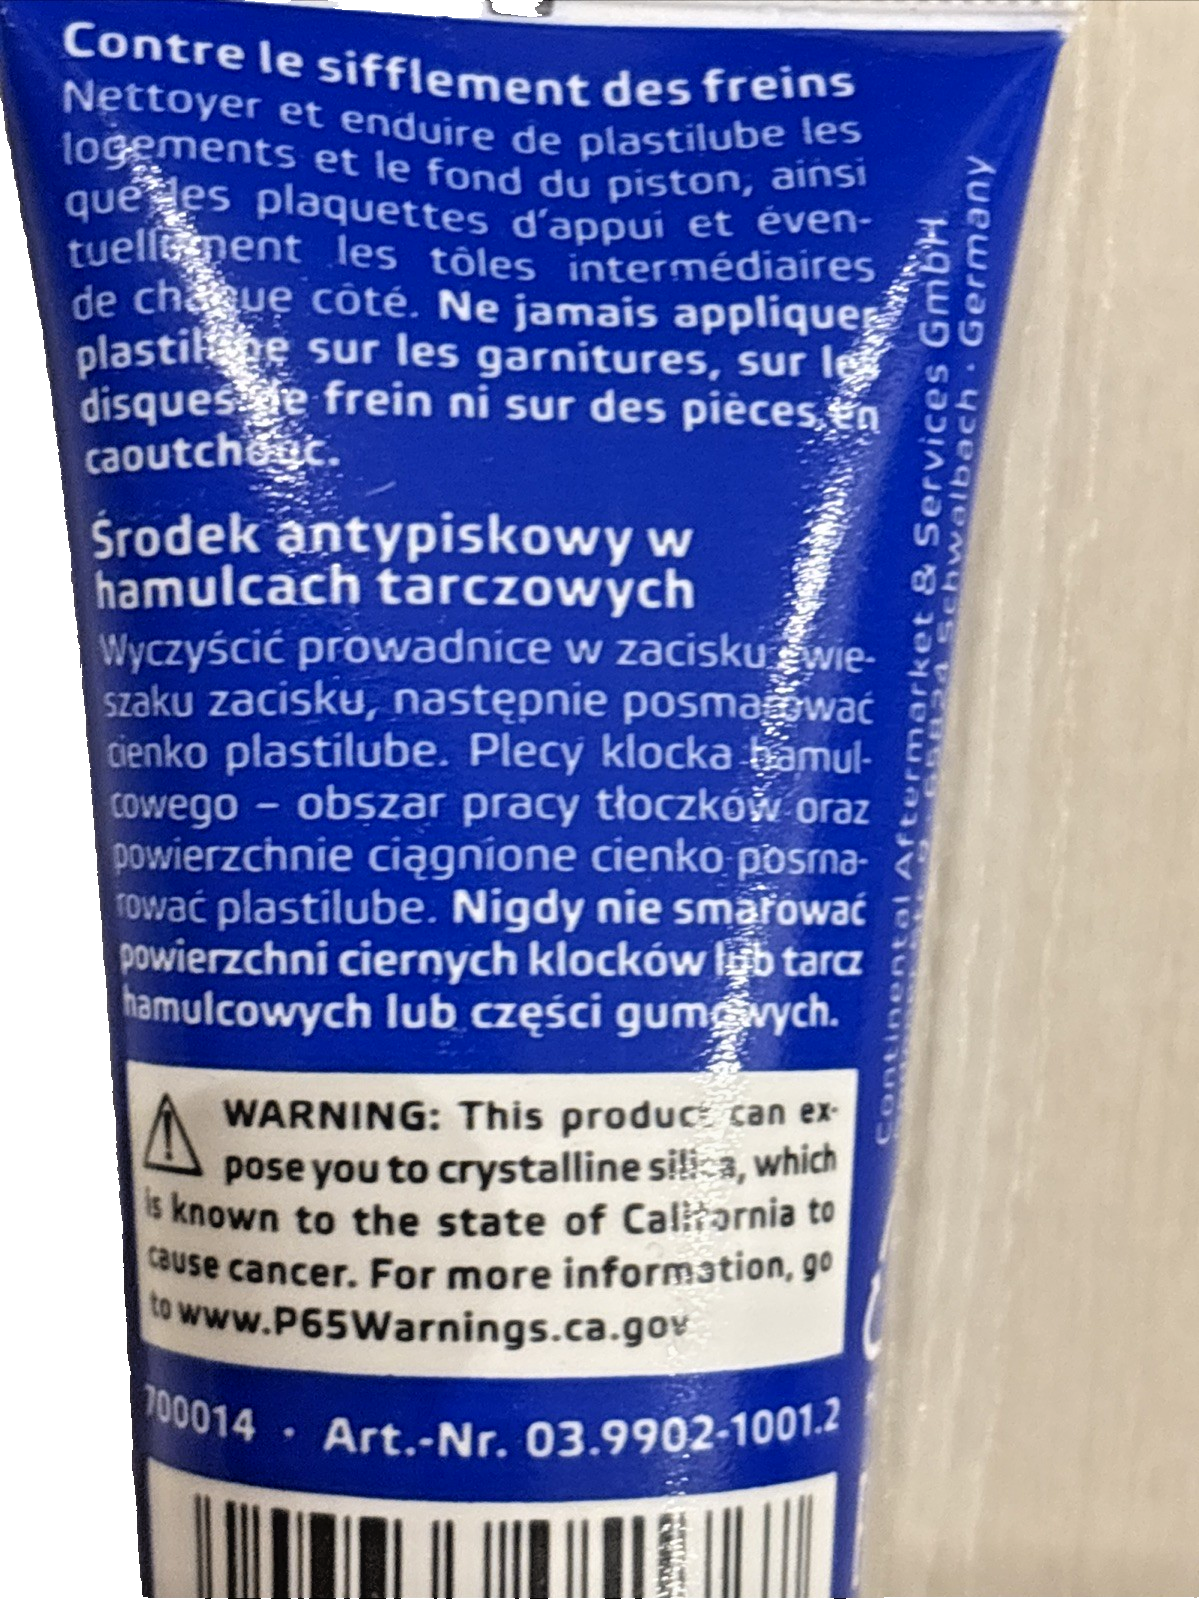 Contre le sifflement des freins
Nettoyer et enduire de plastilube les
logements et le fond du piston, ainsi
que les plaquettes d'appui et éven-
tuellement les tôles intermédiaires
de chaque côté. Ne jamais appliquer
plastilube sur les garnitures, sur les
disques de frein ni sur des pièces en
caoutchouc.
Środek antypiskowy w
hamulcach tarczowych
Wyczyścić prowadnice w zacisku i wie-
szaku zacisku, następnie posmarować
cienko plastilube. Plecy klocka hamul-
cowego – obszar pracy tłoczków oraz
powierzchnie ciągnione cienko posma-
rować plastilube. Nigdy nie smarować
powierzchni ciernych klocków lub tarcz
hamulcowych lub części gumowych.
WARNING: This product can ex-
pose you to crystalline silica, which
is known to the state of California to
cause cancer. For more information, go
to www.P65Warnings.ca.gov
700014 · Art.-Nr. 03.9902-1001.2
Continental Aftermarket & Services GmbH
Schwalbach · Germany